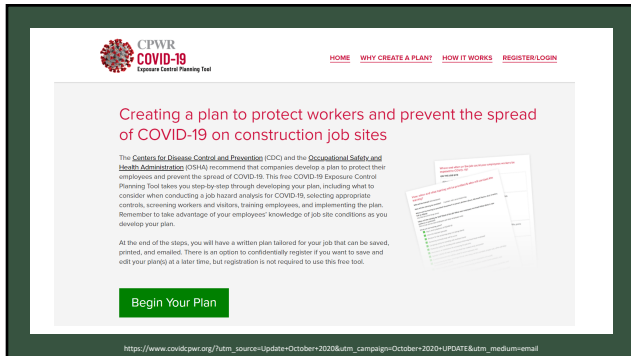 CPWR
COVID-19
Exposure Control Planning Tool
HOME WHY CREATE A PLAN? HOW IT WORKS REGISTER/LOGIN
Creating a plan to protect workers and prevent the spread
of COVID-19 on construction job sites
The Centers for Disease Control and Prevention (CDC) and the Occupational Safety and
Health Administration (OSHA) recommend that companies develop a plan to protect their
employees and prevent the spread of COVID-19. This free COVID-19 Exposure Control
Planning Tool takes you step-by-step through developing your plan, including what to
consider when conducting a job hazard analysis for COVID-19, selecting appropriate
controls, screening workers and visitors, training employees, and implementing the plan.
Remember to take advantage of your employees' knowledge of job site conditions as you
develop your plan.
At the end of the steps, you will have a written plan tailored for your job that can be saved,
printed, and emailed. There is an option to confidentially register if you want to save and
edit your plan(s) at a later time, but registration is not required to use this free tool.
Begin Your Plan
https://www.covidcpwr.org/?utm_source=Update+October+2020&utm_campaign=October+2020+UPDATE&utm_medium=email